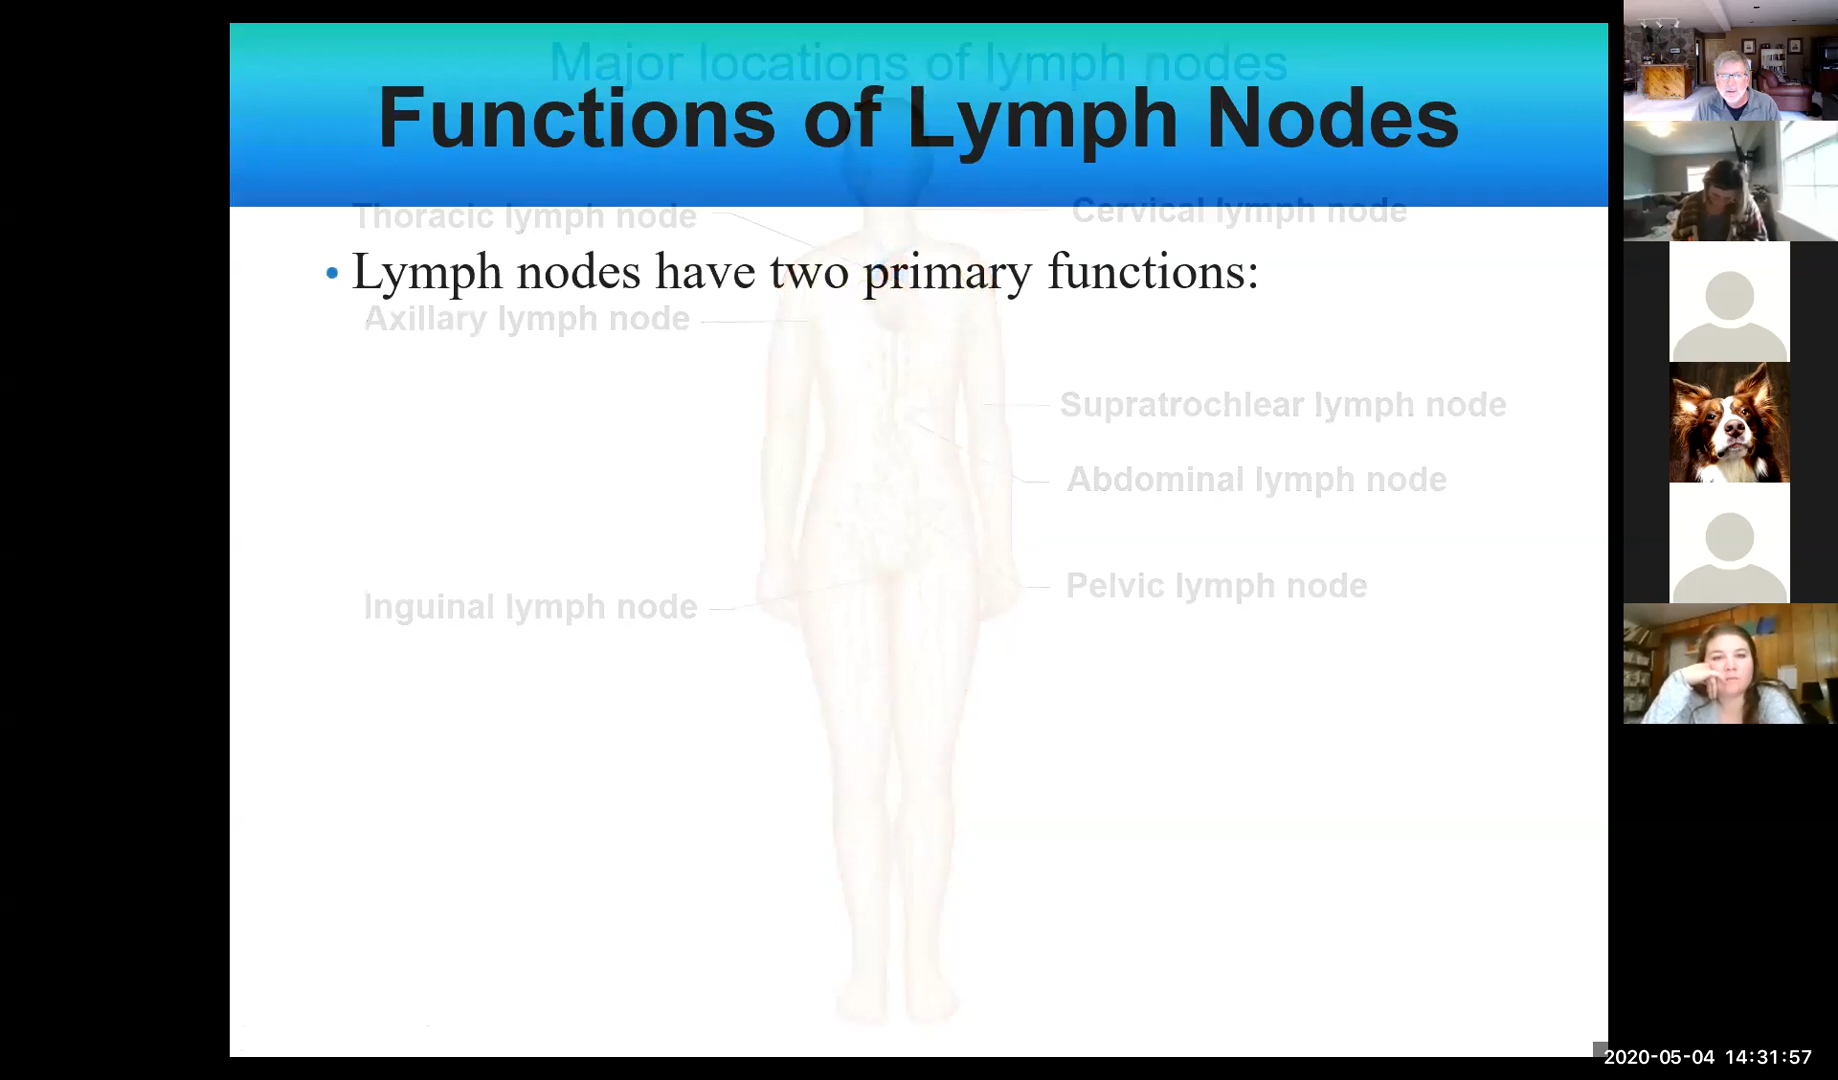 Major locations of lymph nodes
Functions of Lymph Nodes
Thoracic lymph node
Cervical lymph node
• Lymph nodes have two primary functions:
Axillary lymph node
Supratrochlear lymph node
Abdominal lymph node
Pelvic lymph node
Inguinal lymph node
2020-05-04 14:31:57